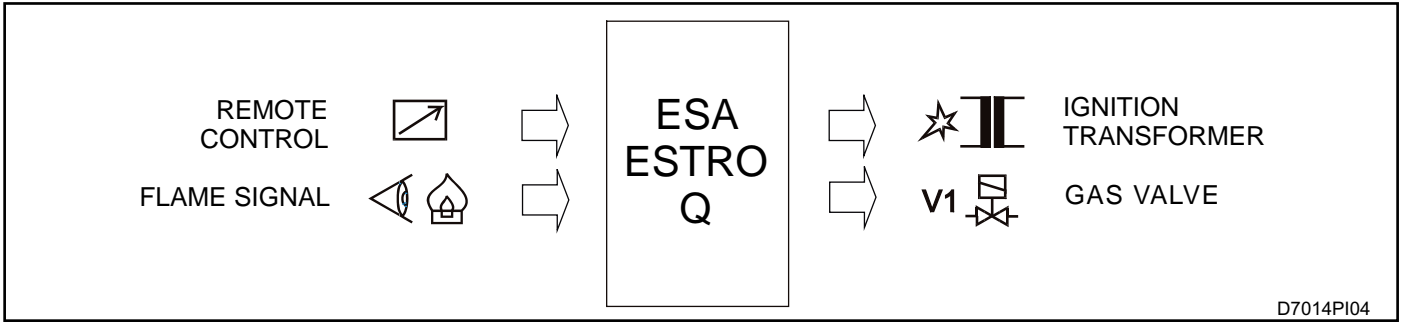 REMOTE
CONTROL
FLAME SIGNAL
ESA
ESTRO
Q
IGNITION
TRANSFORMER
V1
GAS VALVE
D7014PI04